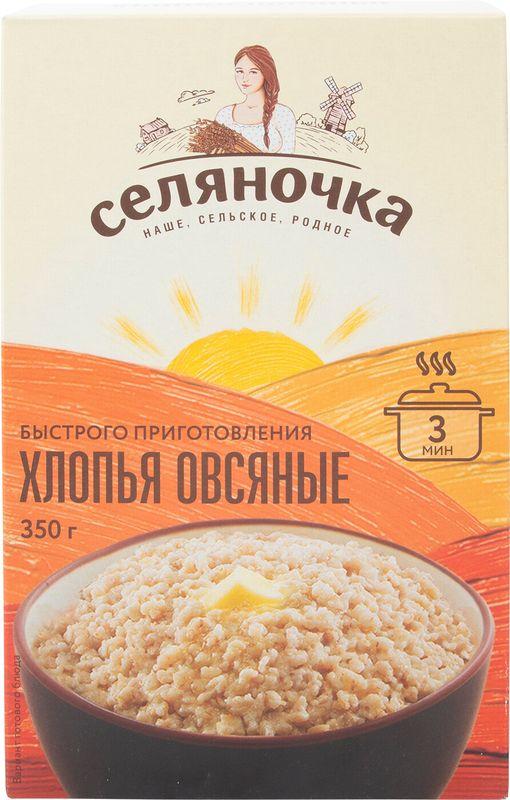 селяночка
НАШЕ, СЕЛЬСКОЕ, РОДНОЕ
3
МИН
БЫСТРОГО ПРИГОТОВЛЕНИЯ
ХЛОПЬЯ ОВСЯНЫЕ
350 г
Вариант готового блюда